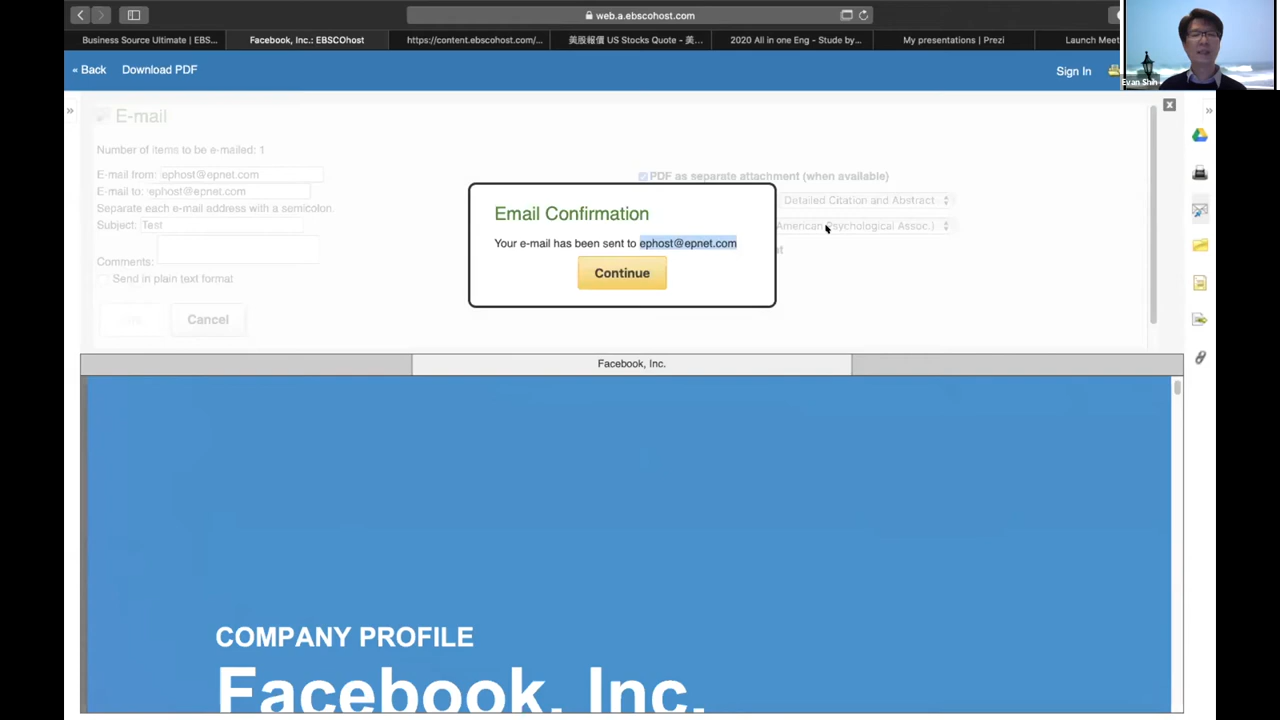 web.a.ebscohost.com
Business Source Ultimate | EBS...
Facebook, Inc.: EBSCOhost
https://content.ebscohost.com/...
美股報價 US Stocks Quote - 美...
2020 All in one Eng - Stude by...
My presentations | Prezi
Launch Meet
« Back
Download PDF
Sign In
Evan Shih
E-mail
Number of items to be e-mailed: 1
E-mail from: ephost@epnet.com
E-mail to: ephost@epnet.com
Separate each e-mail address with a semicolon.
Subject: Test
Comments:
Send in plain text format
Cancel
PDF as separate attachment (when available)
Detailed Citation and Abstract
American Psychological Assoc.)
Email Confirmation
Your e-mail has been sent to ephost@epnet.com
Continue
Facebook, Inc.
COMPANY PROFILE
Facebook, Inc.